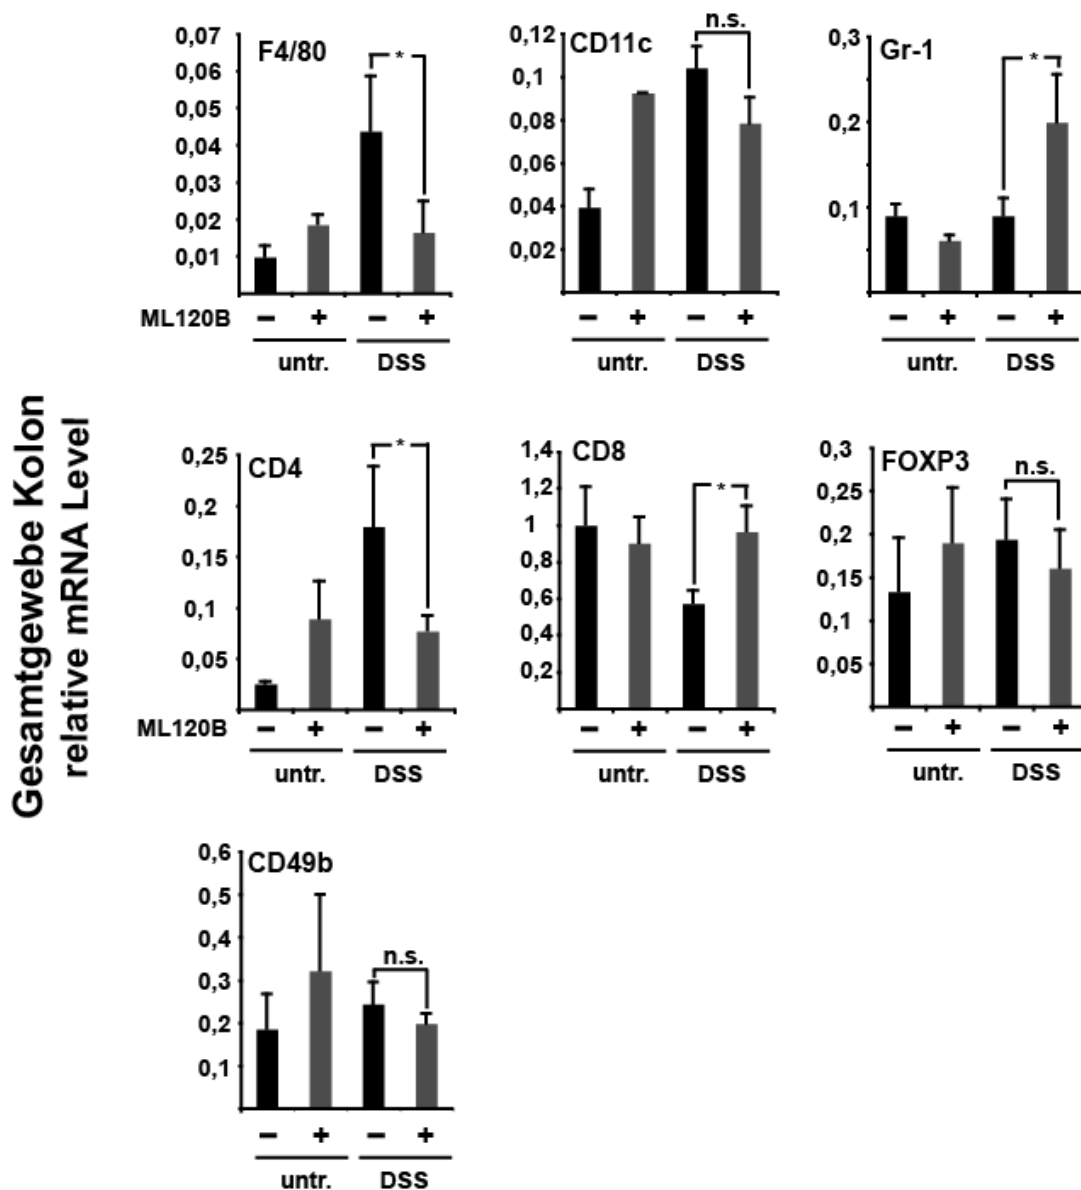 Gesamtgewebe Kolon
relative mRNA Level
F4/80
0,07
0,06
0,05
0,04
0,03
0,02
0,01
*
ML120B − + − +
untr. DSS
CD11c
0,12
0,1
0,08
0,06
0,04
0,02
n.s.
− + − +
untr. DSS
Gr-1
0,3
0,2
0,1
*
− + − +
untr. DSS
CD4
0,25
0,2
0,15
0,1
0,05
*
ML120B − + − +
untr. DSS
CD8
1,4
1,2
1
0,8
0,6
0,4
0,2
*
− + − +
untr. DSS
FOXP3
0,3
0,25
0,2
0,15
0,1
0,05
n.s.
− + − +
untr. DSS
CD49b
0,6
0,5
0,4
0,3
0,2
0,1
n.s.
− + − +
untr. DSS